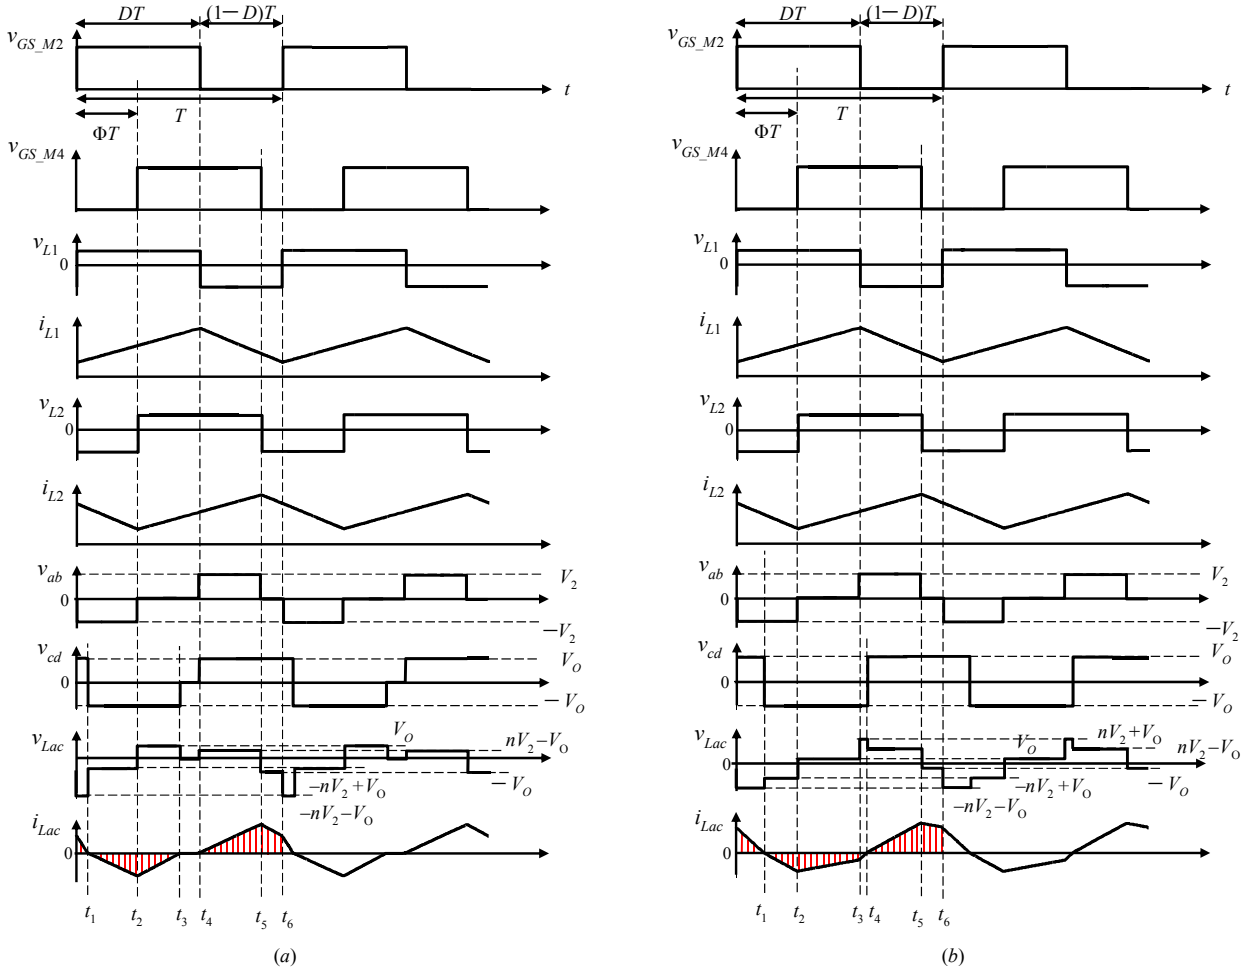 DT
(1−D)T
v_GS_M2
t
T
ΦT
v_GS_M4
v_L1
0
i_L1
v_L2
0
i_L2
v_ab
V_2
0
−V_2
v_cd
V_O
0
−V_O
v_Lac
V_O
nV_2−V_O
−V_O
−nV_2+V_O
−nV_2−V_O
i_Lac
0
t_1
t_2
t_3
t_4
t_5
t_6
(a)
DT
(1−D)T
v_GS_M2
t
T
ΦT
v_GS_M4
v_L1
0
i_L1
v_L2
0
i_L2
v_ab
V_2
0
−V_2
v_cd
V_O
0
−V_O
v_Lac
nV_2+V_O
V_O
nV_2−V_O
0
−V_O
−nV_2+V_O
−nV_2−V_O
i_Lac
0
t_1
t_2
t_3
t_4
t_5
t_6
(b)